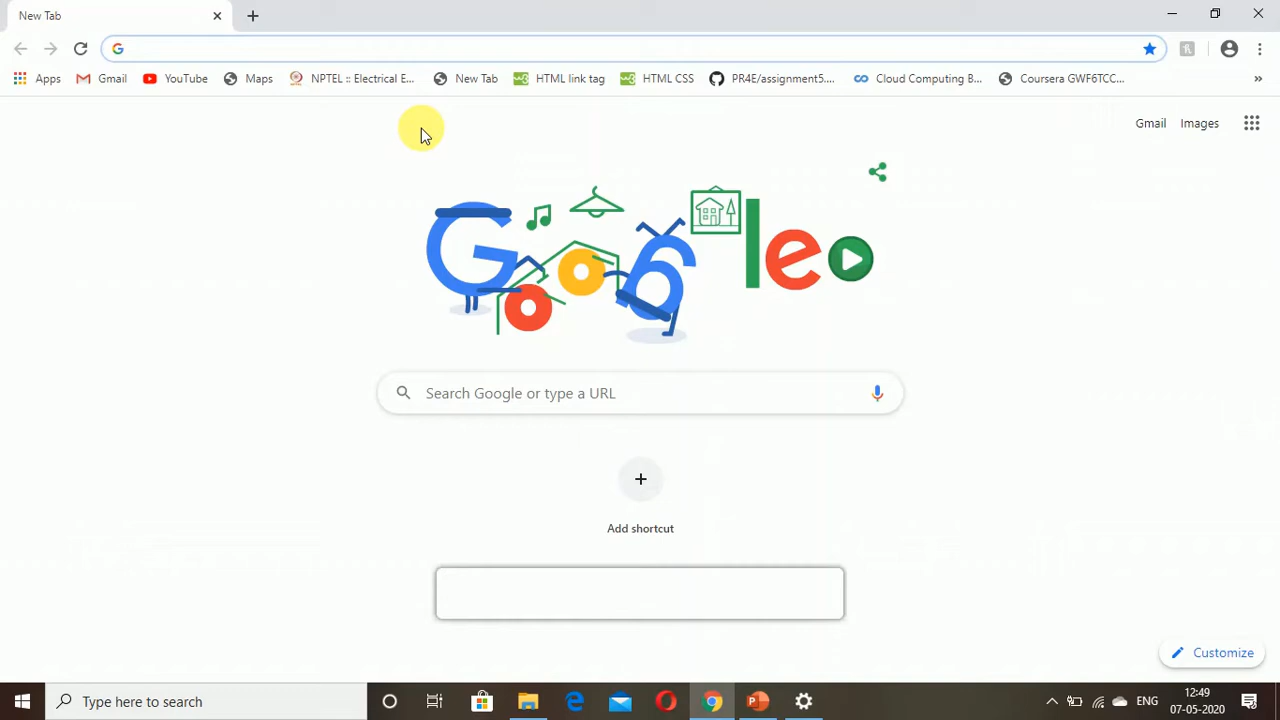 New Tab
Apps Gmail YouTube Maps NPTEL :: Electrical E... New Tab HTML link tag HTML CSS PR4E/assignment5.... Cloud Computing B... Coursera GWF6TCC... »
Gmail Images
Google
Search Google or type a URL
Add shortcut
Customize
Type here to search
ENG
12:49
07-05-2020